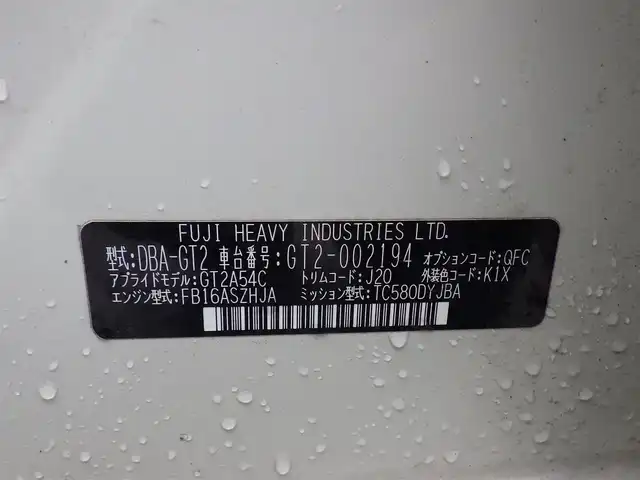 FUJI HEAVY INDUSTRIES LTD.
型式:DBA-GT2 車台番号:GT2-002194 オプションコード:QFC
アプライドモデル:GT2A54C トリムコード:J20 外装色コード:K1X
エンジン型式:FB16ASZHJA ミッション型式:TC580DYJBA